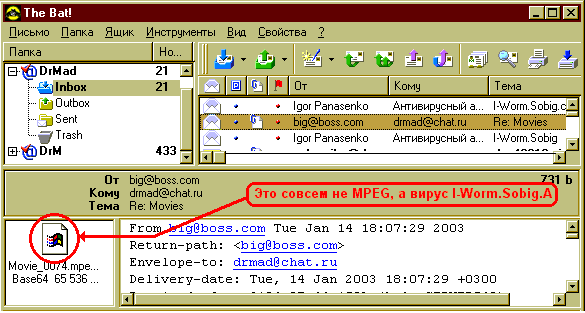 The Bat!
Письмо Папка Ящик Инструменты Вид Свойства ?
Папка Но...
DrMad 21
Inbox 21
Outbox
Sent
Trash
DrM 433
От Кому Тема
Igor Panasenko Антивирусный а... I-Worm.Sobig.c
big@boss.com drmad@chat.ru Re: Movies
Igor Panasenko Антивирусный а... I-Worm.Sobig
От big@boss.com 731 b
Кому drmad@chat.ru
Тема Re: Movies
Это совсем не MPEG, а вирус I-Worm.Sobig.A
Movie_0074.mpe...
Base64 65 536 ...
From big@boss.com Tue Jan 14 18:07:29 2003
Return-path: <big@boss.com>
Envelope-to: drmad@chat.ru
Delivery-date: Tue, 14 Jan 2003 18:07:29 +0300